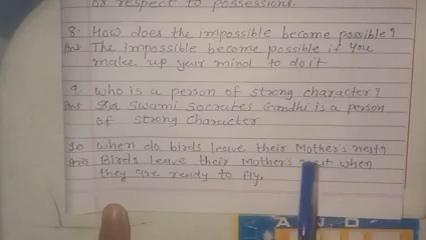 or respect to possessions.
8. How does the impossible become possible?
Ans The impossible become possible if you
make up your mind to do it
9. who is a person of strong character?
Ans Swami Socrates Gandhi is a person
of strong Character
10 when do birds leave their Mother's nest?
Ans Birds leave their Mother's nest when
they are ready to fly.